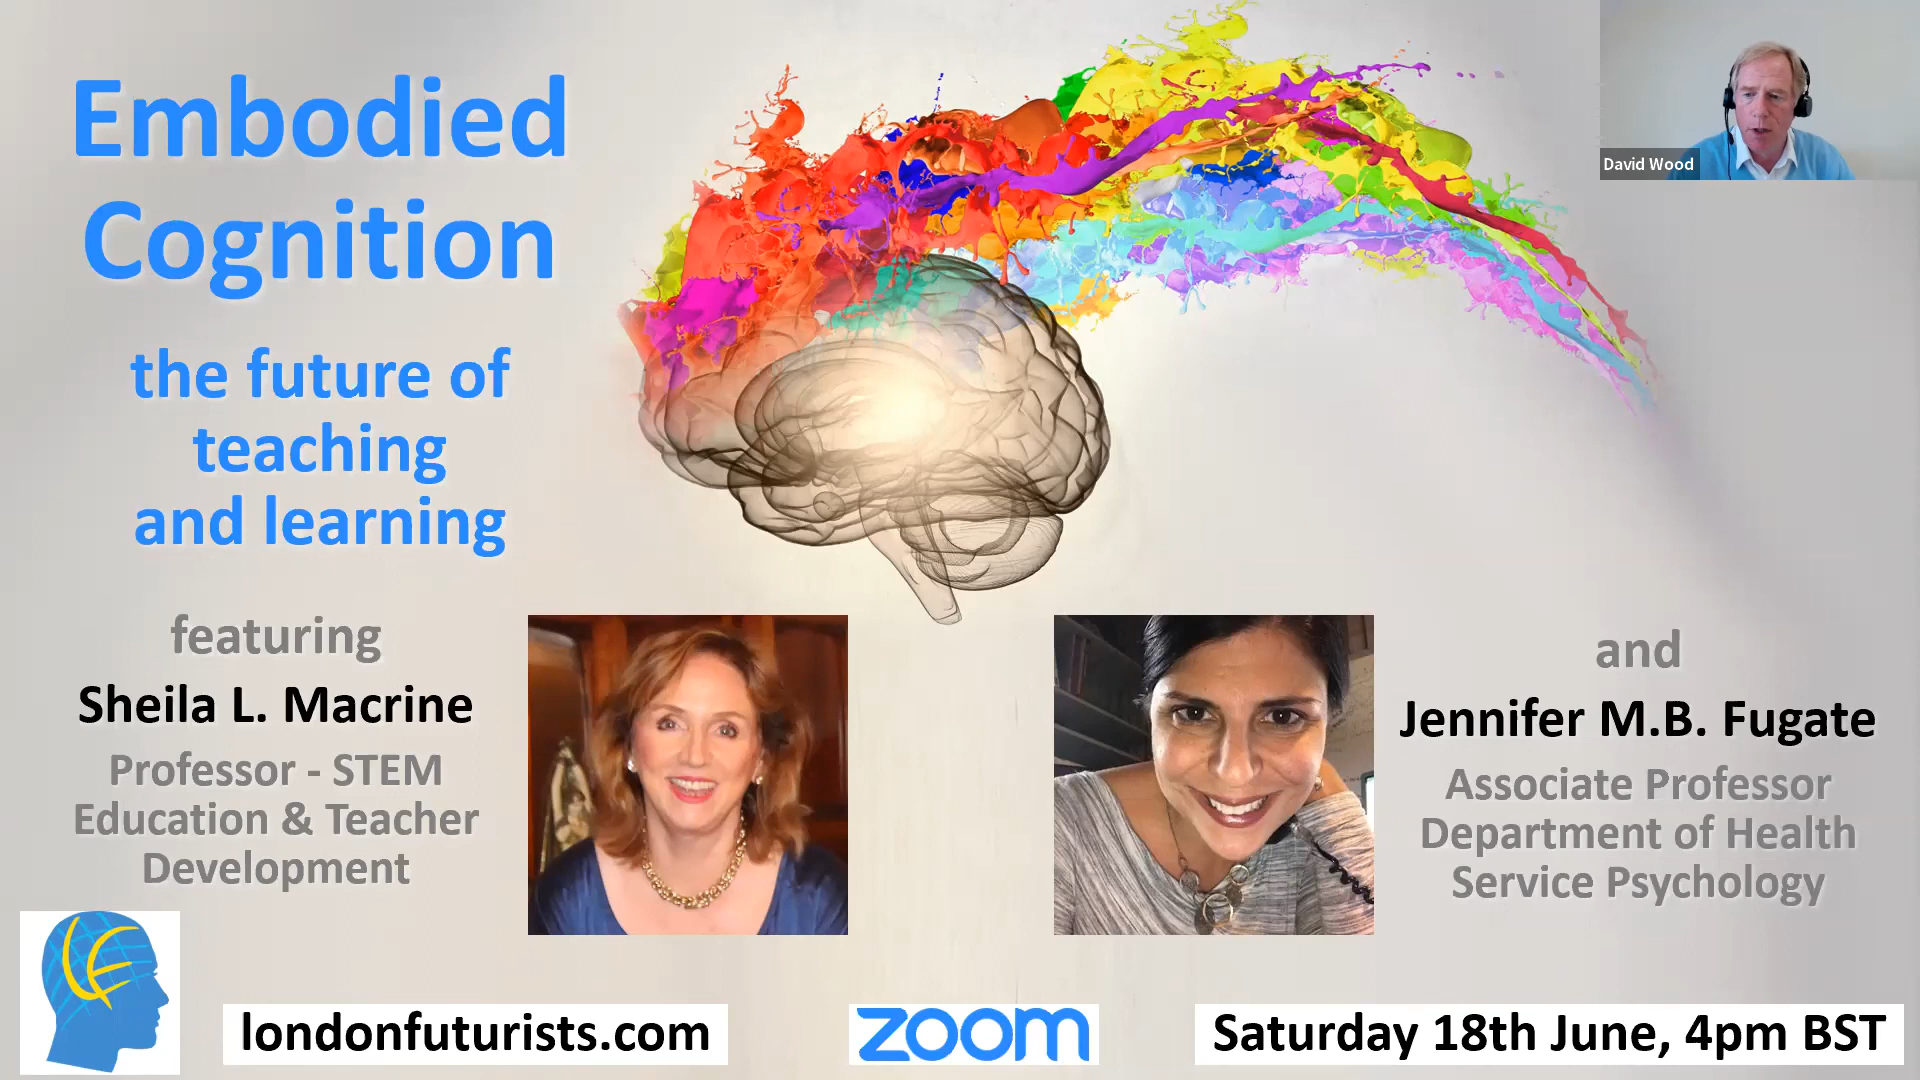 Embodied
Cognition
the future of
teaching
and learning
David Wood
featuring
Sheila L. Macrine
Professor - STEM
Education & Teacher
Development
and
Jennifer M.B. Fugate
Associate Professor
Department of Health
Service Psychology
londonfuturists.com
zoom
Saturday 18th June, 4pm BST